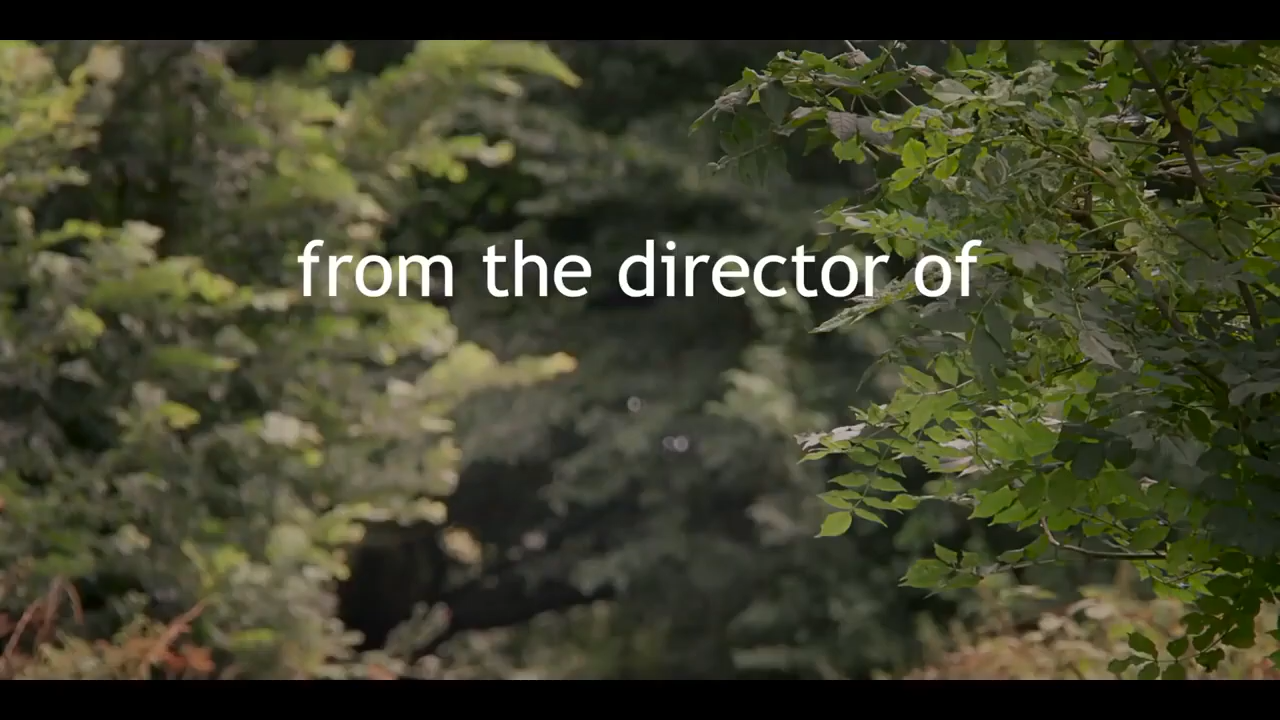 from the director of